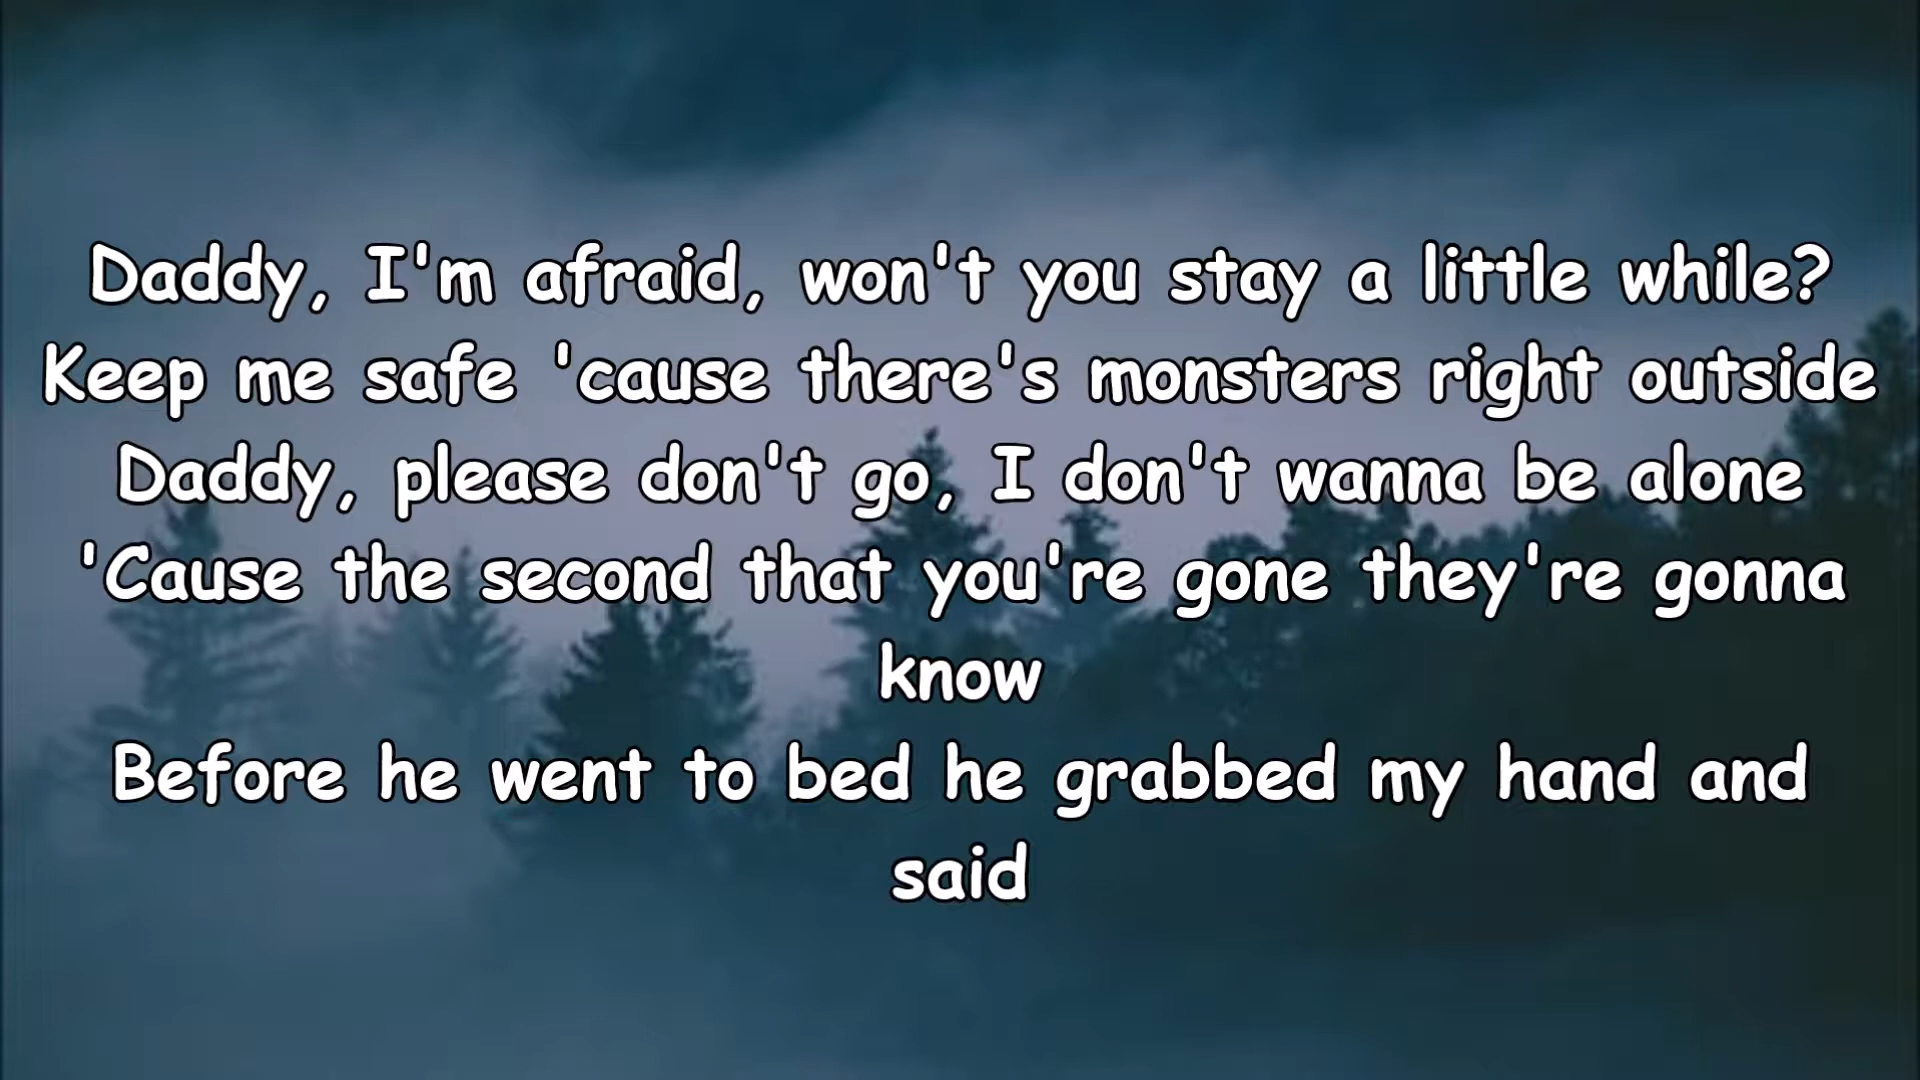 Daddy, I'm afraid, won't you stay a little while?
Keep me safe 'cause there's monsters right outside
Daddy, please don't go, I don't wanna be alone
'Cause the second that you're gone they're gonna
know
Before he went to bed he grabbed my hand and
said